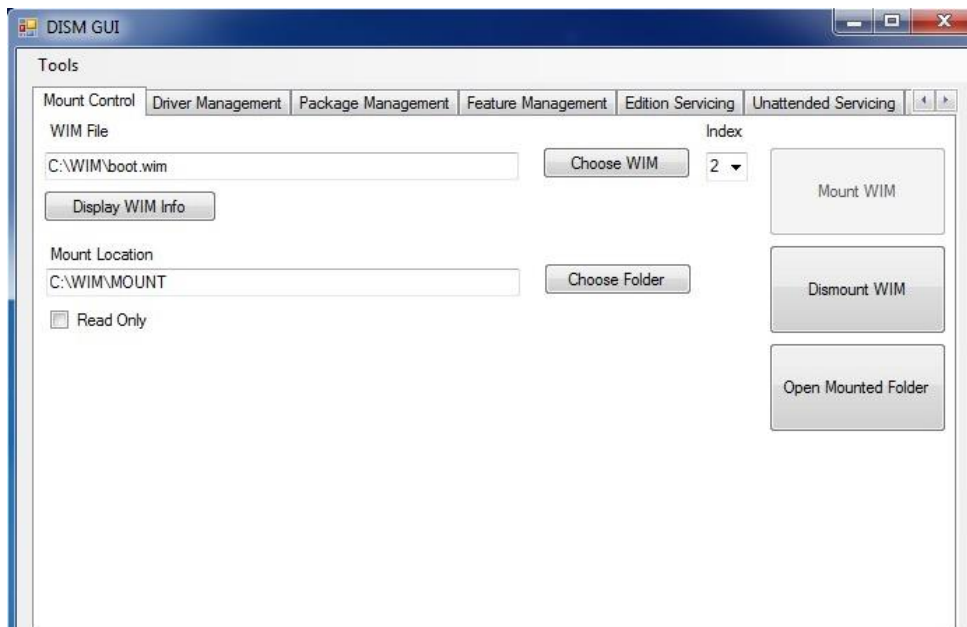 DISM GUI
Tools
Mount Control Driver Management Package Management Feature Management Edition Servicing Unattended Servicing
WIM File Index
C:\WIM\boot.wim Choose WIM 2 Mount WIM
Display WIM Info
Mount Location
C:\WIM\MOUNT Choose Folder Dismount WIM
Read Only
Open Mounted Folder